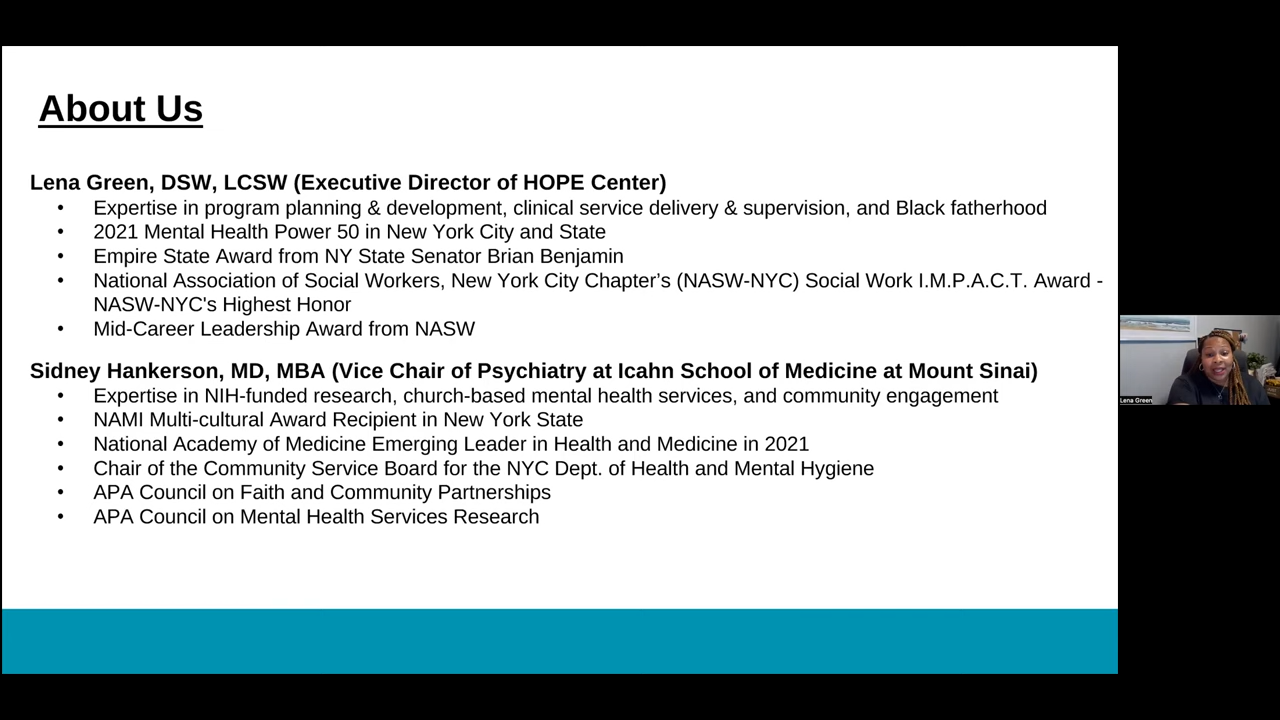 About Us
Lena Green, DSW, LCSW (Executive Director of HOPE Center)
• Expertise in program planning & development, clinical service delivery & supervision, and Black fatherhood
• 2021 Mental Health Power 50 in New York City and State
• Empire State Award from NY State Senator Brian Benjamin
• National Association of Social Workers, New York City Chapter’s (NASW-NYC) Social Work I.M.P.A.C.T. Award -
NASW-NYC's Highest Honor
• Mid-Career Leadership Award from NASW
Sidney Hankerson, MD, MBA (Vice Chair of Psychiatry at Icahn School of Medicine at Mount Sinai)
• Expertise in NIH-funded research, church-based mental health services, and community engagement
• NAMI Multi-cultural Award Recipient in New York State
• National Academy of Medicine Emerging Leader in Health and Medicine in 2021
• Chair of the Community Service Board for the NYC Dept. of Health and Mental Hygiene
• APA Council on Faith and Community Partnerships
• APA Council on Mental Health Services Research
Lena Green